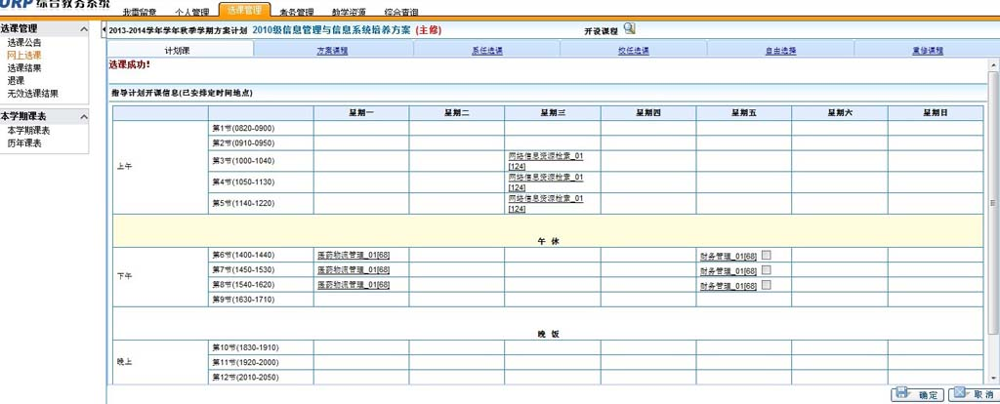 URP 综合教务系统
我需留意 个人管理 选课管理 教务管理 教学资源 综合查询
选课管理
选课公告
网上选课
选课结果
退课
无效选课结果
本学期课表
本学期课表
历年课表
2013-2014学年学年秋季学期方案计划 2010级信息管理与信息系统培养方案 (主修) 开设课程
计划课 方案课程 系任选课 校任选课 自由选择 重修课程
选课成功!
指导计划开课信息(已安排定时间地点)
星期一 星期二 星期三 星期四 星期五 星期六 星期日
上午
第1节(0820-0900)
第2节(0910-0950)
第3节(1000-1040) 网络信息资源检索_01
[124]
第4节(1050-1130) 网络信息资源检索_01
[124]
第5节(1140-1220) 网络信息资源检索_01
[124]
午 休
下午
第6节(1400-1440) 医药物流管理_01[68] 财务管理_01[68]
第7节(1450-1530) 医药物流管理_01[68] 财务管理_01[68]
第8节(1540-1620) 医药物流管理_01[68] 财务管理_01[68]
第9节(1630-1710)
晚 饭
晚上
第10节(1830-1910)
第11节(1920-2000)
第12节(2010-2050)
确定 取消